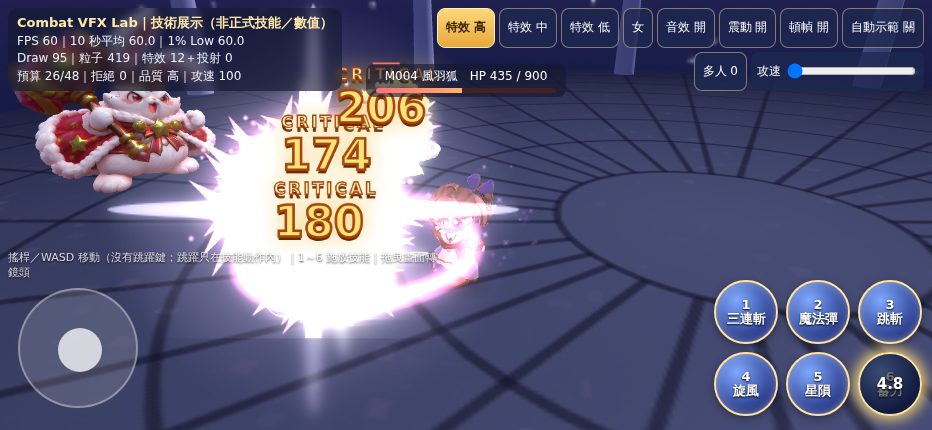 Combat VFX Lab｜技術展示（非正式技能／數值）
FPS 60｜10 秒平均 60.0｜1% Low 60.0
Draw 95｜粒子 419｜特效 12＋投射 0
預算 26/48｜拒絕 0｜品質 高｜攻速 100
特效 高
特效 中
特效 低
女
音效 開
震動 開
頓幀 開
自動示範 關
多人 0
攻速
M004 風羽狐 HP 435 / 900
206
CRITICAL
174
CRITICAL
180
搖桿／WASD 移動（沒有跳躍鍵；跳躍只在技能動作內）｜1～6 施放技能｜拖曳畫面轉
鏡頭
1
三連斬
2
魔法彈
3
跳斬
4
旋風
5
星隕
4.8